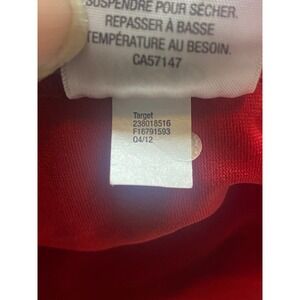 SUSPENDRE POUR SÉCHER.
REPASSER À BASSE
TEMPÉRATURE AU BESOIN.
CA57147
Target
238018516
F16791593
04/12